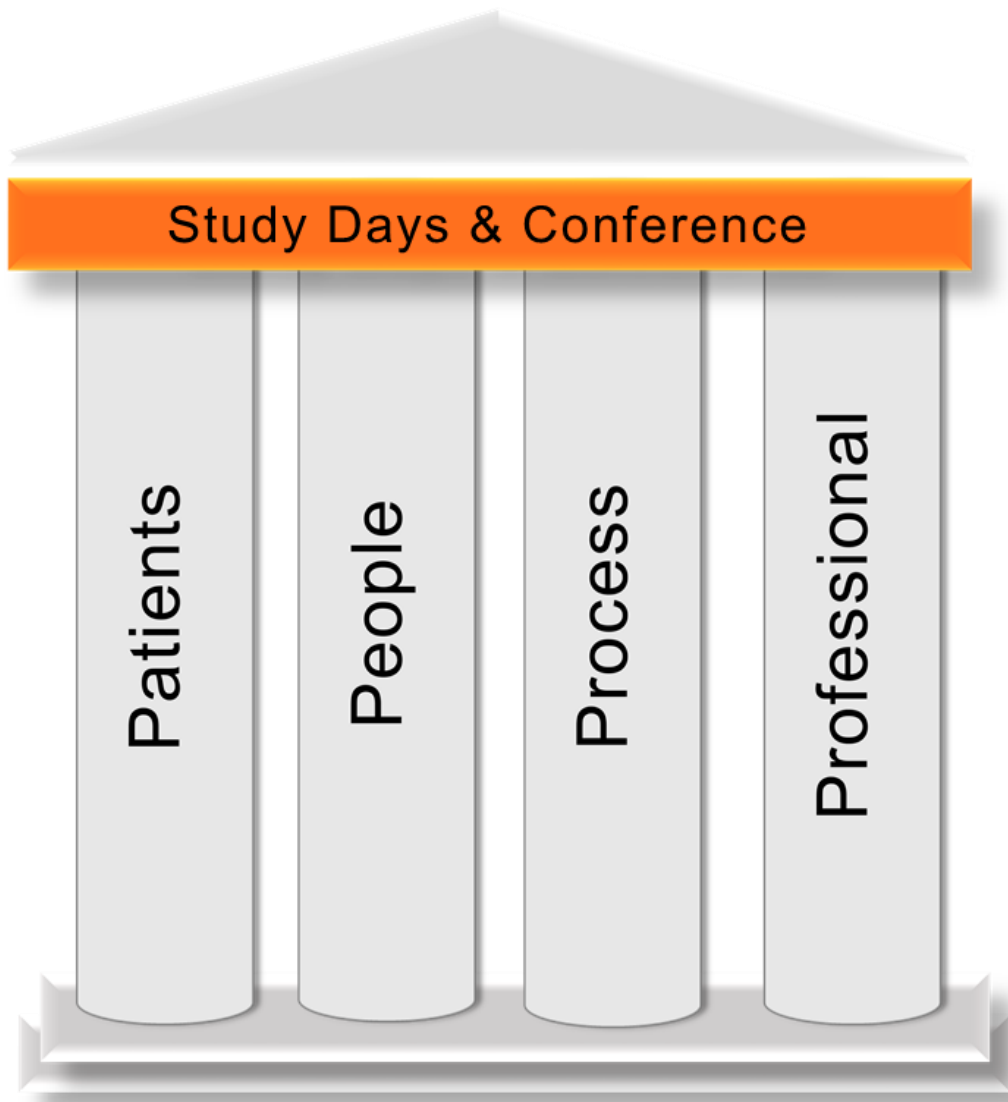 Study Days & Conference
Patients
People
Process
Professional